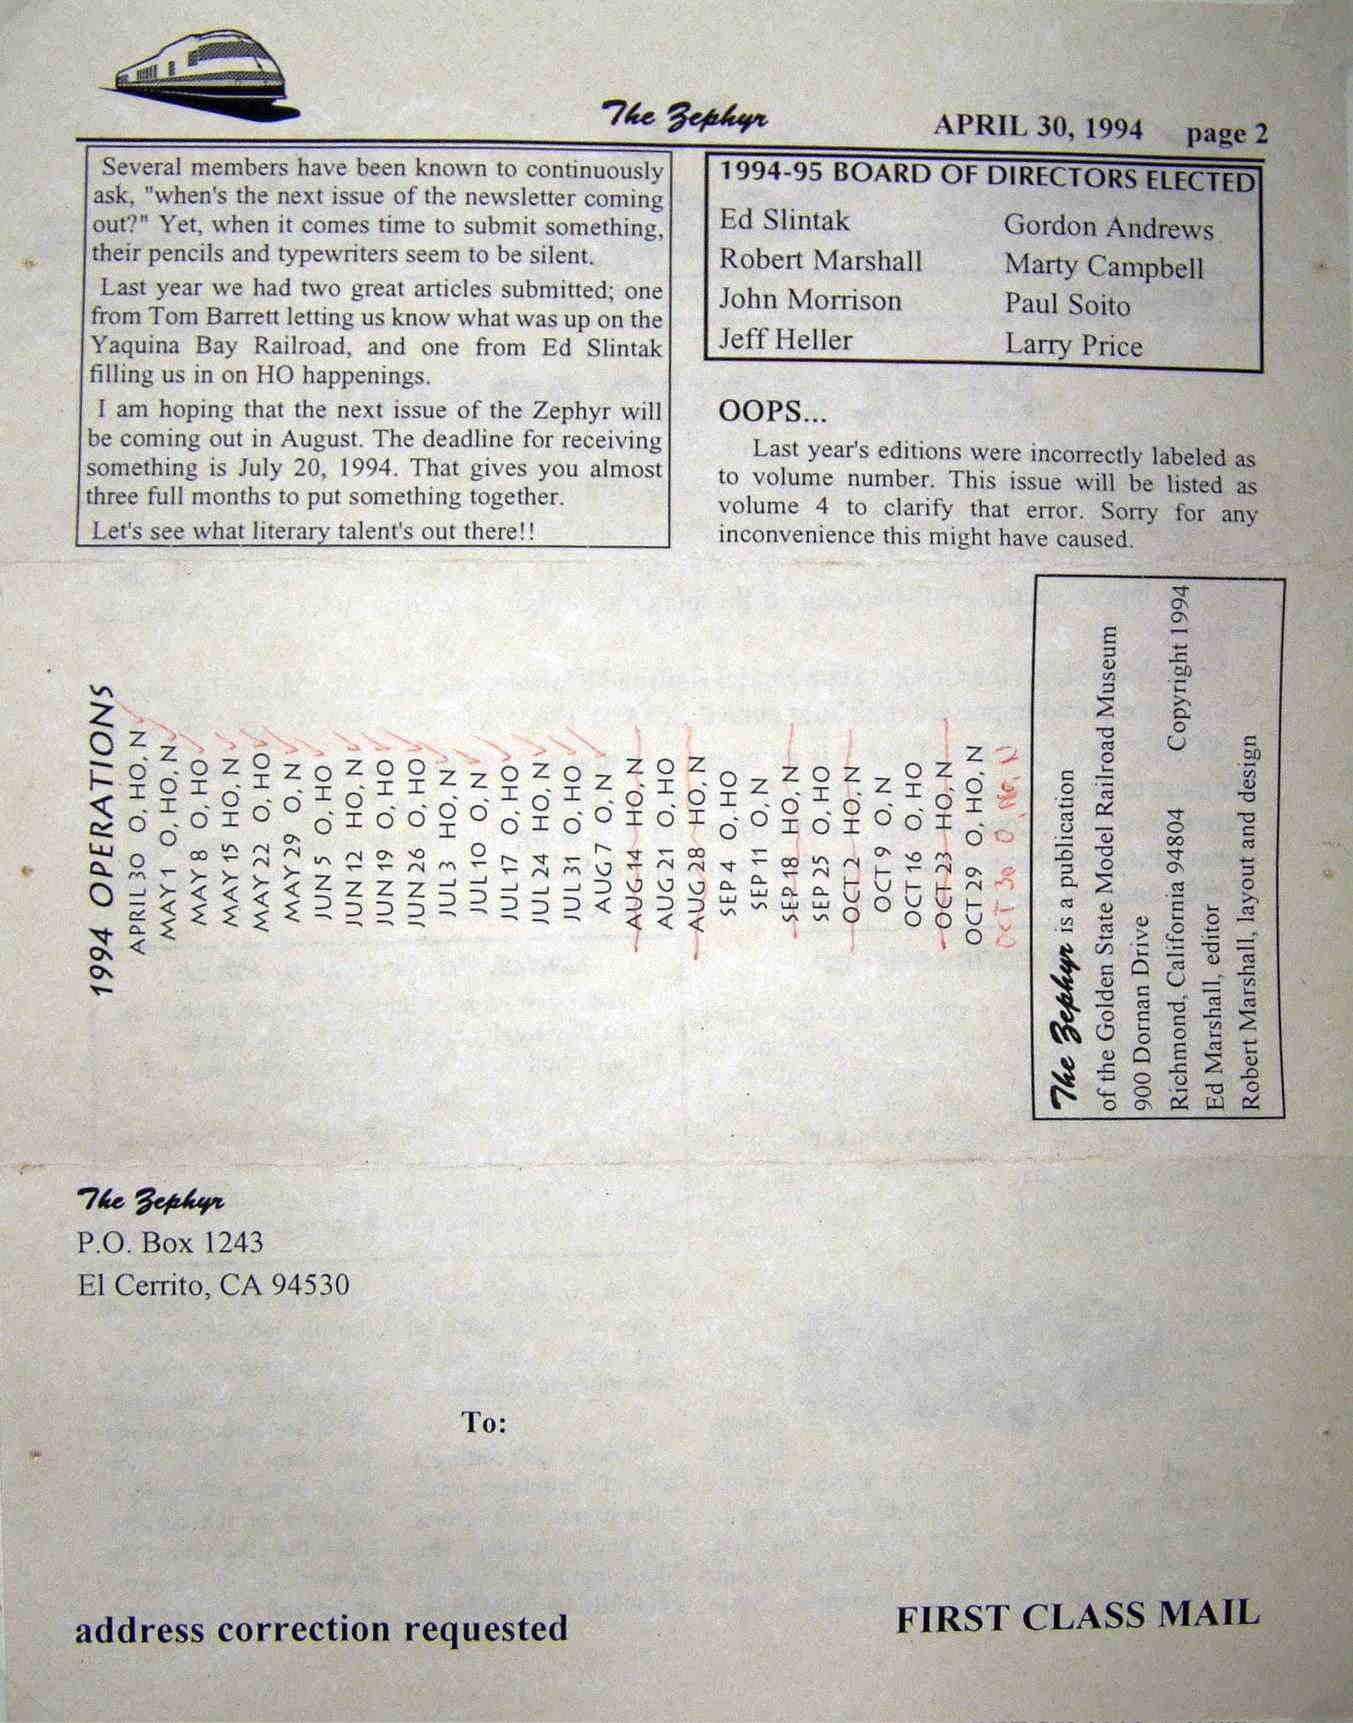 The Zephyr
APRIL 30, 1994 page 2
Several members have been known to continuously
ask, "when's the next issue of the newsletter coming
out?" Yet, when it comes time to submit something,
their pencils and typewriters seem to be silent.
Last year we had two great articles submitted; one
from Tom Barrett letting us know what was up on the
Yaquina Bay Railroad, and one from Ed Slintak
filling us in on HO happenings.
I am hoping that the next issue of the Zephyr will
be coming out in August. The deadline for receiving
something is July 20, 1994. That gives you almost
three full months to put something together.
Let's see what literary talent's out there!!
1994-95 BOARD OF DIRECTORS ELECTED
Ed Slintak Gordon Andrews
Robert Marshall Marty Campbell
John Morrison Paul Soito
Jeff Heller Larry Price
OOPS...
Last year's editions were incorrectly labeled as
to volume number. This issue will be listed as
volume 4 to clarify that error. Sorry for any
inconvenience this might have caused.
1994 OPERATIONS
APRIL 30 O, HO, N
MAY 1 O, HO, N
MAY 8 O, HO
MAY 15 HO, N
MAY 22 O, HO
MAY 29 O, N
JUN 5 O, HO
JUN 12 HO, N
JUN 19 O, HO
JUN 26 O, HO
JUL 3 HO, N
JUL 10 O, N
JUL 17 O, HO
JUL 24 HO, N
JUL 31 O, HO
AUG 7 O, N
AUG 14 HO, N
AUG 21 O, HO
AUG 28 HO, N
SEP 4 O, HO
SEP 11 O, N
SEP 18 HO, N
SEP 25 O, HO
OCT 2 HO, N
OCT 9 O, N
OCT 16 O, HO
OCT 23 HO, N
OCT 29 O, HO, N
OCT 30 O, HO, N
The Zephyr is a publication
of the Golden State Model Railroad Museum
900 Dornan Drive
Richmond, California 94804 Copyright 1994
Ed Marshall, editor
Robert Marshall, layout and design
The Zephyr
P.O. Box 1243
El Cerrito, CA 94530
To:
address correction requested
FIRST CLASS MAIL